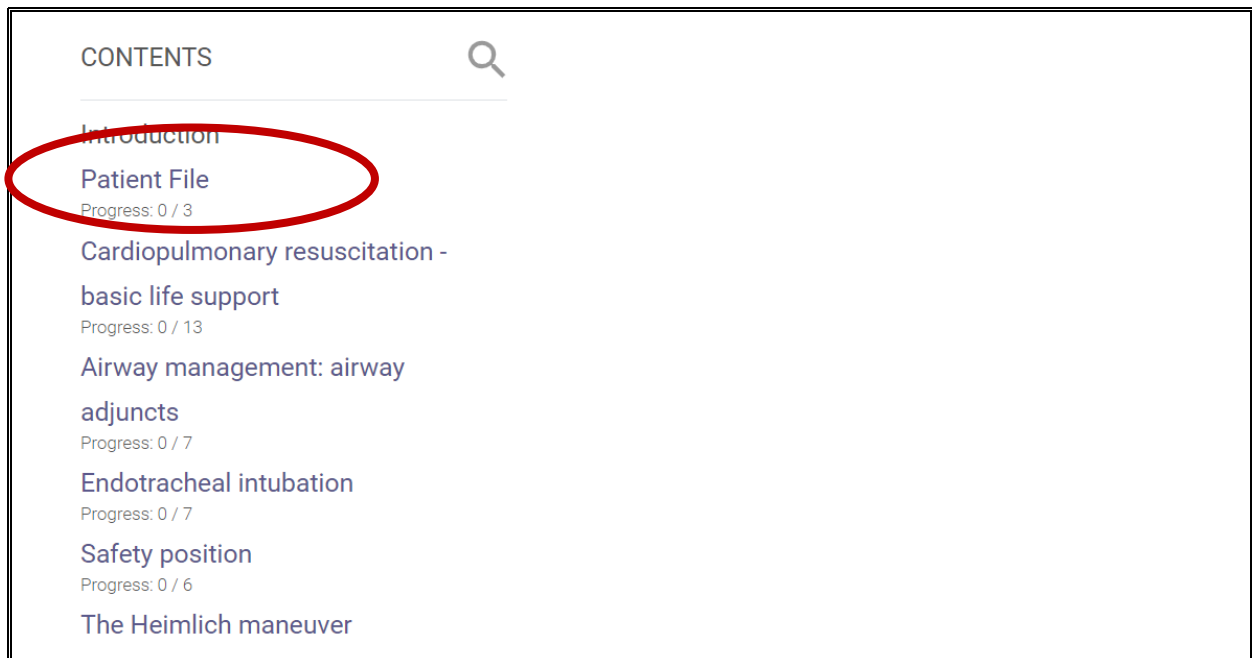 CONTENTS
Introduction
Patient File
Progress: 0 / 3
Cardiopulmonary resuscitation -
basic life support
Progress: 0 / 13
Airway management: airway
adjuncts
Progress: 0 / 7
Endotracheal intubation
Progress: 0 / 7
Safety position
Progress: 0 / 6
The Heimlich maneuver